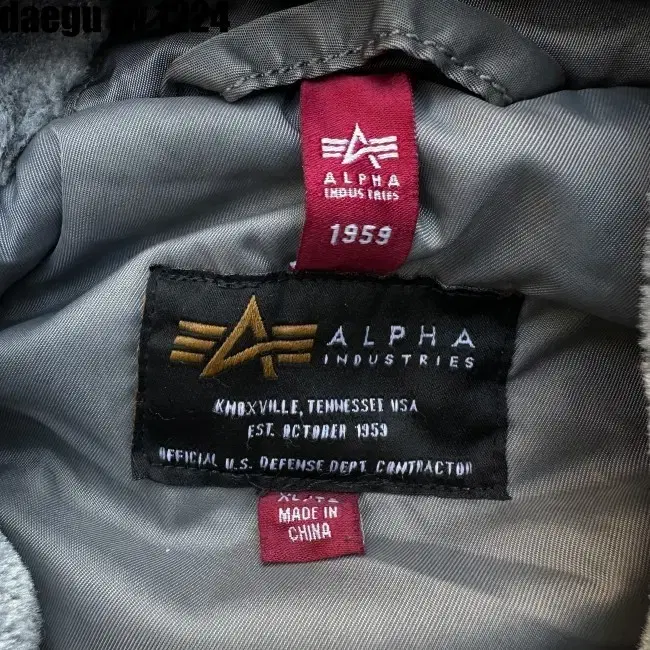 ALPHA
INDUSTRIES
1959
ALPHA
INDUSTRIES
KNOXVILLE, TENNESSEE USA
EST. OCTOBER 1959
OFFICIAL U.S. DEFENSE DEPT. CONTRACTOR
MADE IN
CHINA